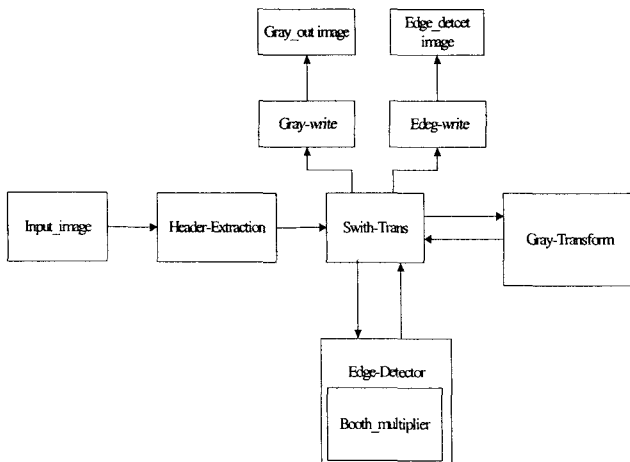 Gray_out image
Edge_detcet
image
Gray-write
Edeg-write
Input_image
Header-Extraction
Swith-Trans
Gray-Transform
Edge-Detector
Booth_multiplier